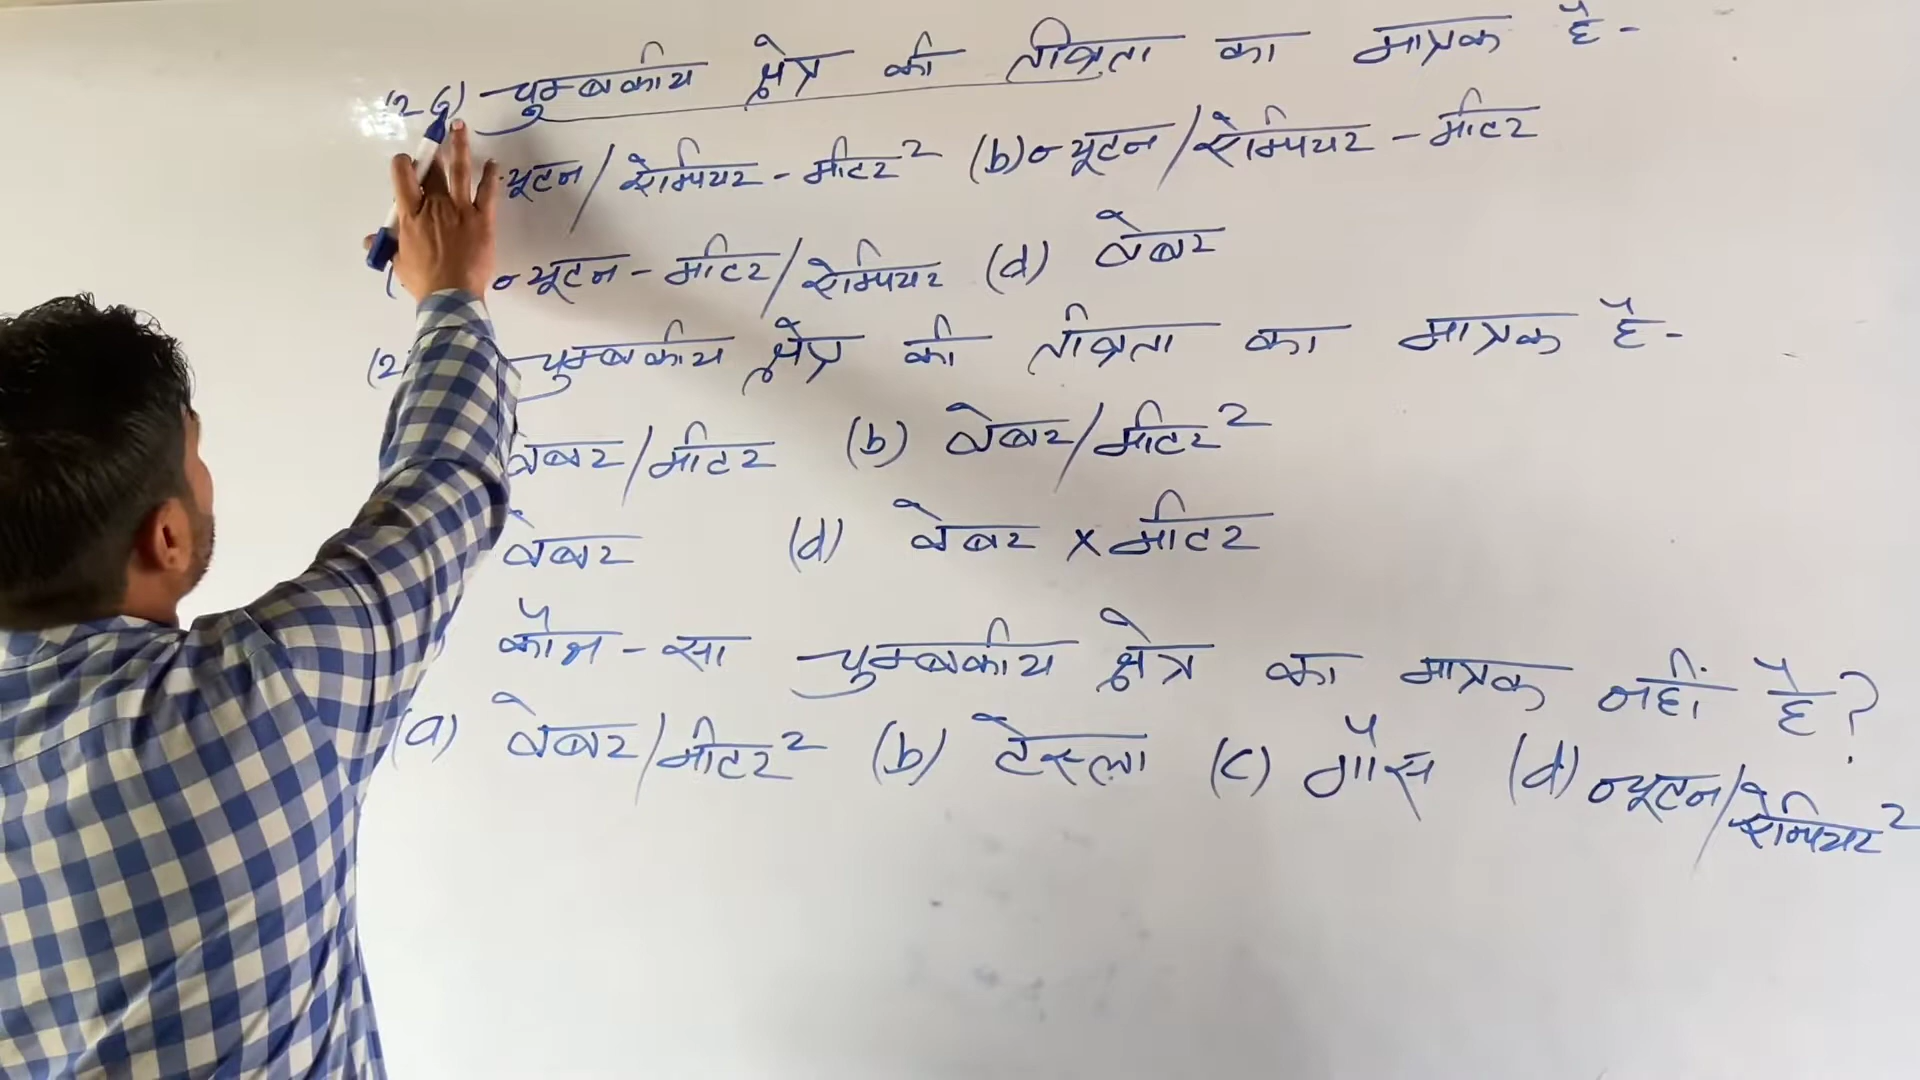 (26) चुम्बकीय क्षेत्र की तीव्रता का मात्रक है -
न्यूटन/ऐम्पियर - मीटर² (b) न्यूटन/ऐम्पियर - मीटर
न्यूटन - मीटर/ऐम्पियर (d) वेबर
(2 चुम्बकीय क्षेत्र की तीव्रता का मात्रक है -
वेबर/मीटर (b) वेबर/मीटर²
वेबर (d) वेबर × मीटर
कौन - सा चुम्बकीय क्षेत्र का मात्रक नहीं है?
(a) वेबर/मीटर² (b) टेस्ला (c) गौस (d) न्यूटन/ऐम्पियर²